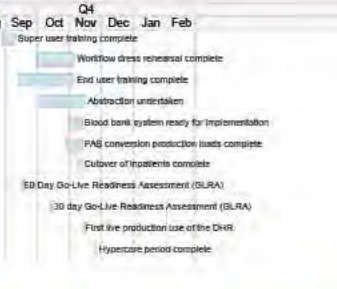 Q4
Sep Oct Nov Dec Jan Feb
Super user training complete
Workflow dress rehearsal complete
End user training complete
Abstraction undertaken
Blood bank system ready for implementation
PAS conversion production loads complete
Cutover of inpatients complete
60 Day Go-Live Readiness Assessment (GLRA)
30 day Go-Live Readiness Assessment (GLRA)
First live production use of the DHR
Hypercare period complete